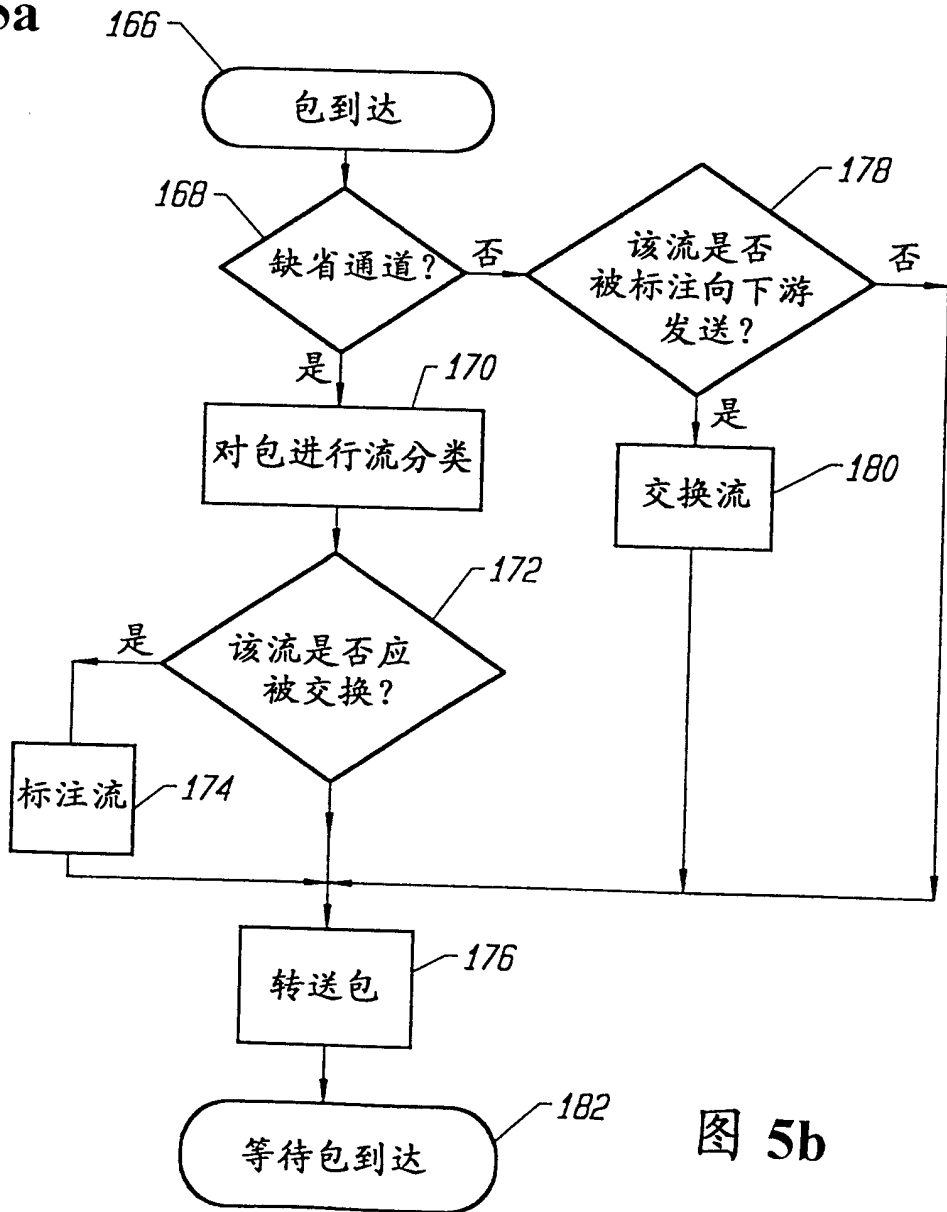 5a
166
包到达
168
缺省通道?
否
178
该流是否
被标注向下游
发送?
否
是
170
对包进行流分类
是
交换流
180
172
是
该流是否应
被交换?
标注流
174
转送包
176
等待包到达
182
图 5b